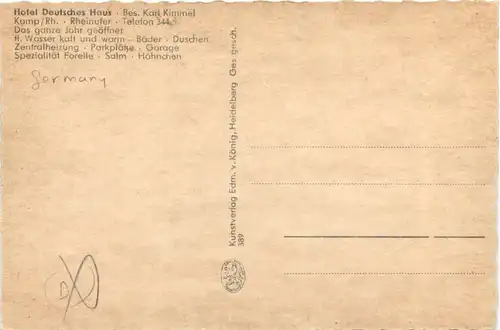 Hotel Deutsches Haus · Bes. Karl Kimmel
Kamp/Rh. · Rheinufer · Telefon 344
Das ganze Jahr geöffnet
fl. Wasser kalt und warm – Bäder · Duschen
Zentralheizung · Parkplätze · Garage
Spezialität Forelle · Salm · Hähnchen
Germany
Kunstverlag Edm. v. König, Heidelberg Ges. gesch.
389
D